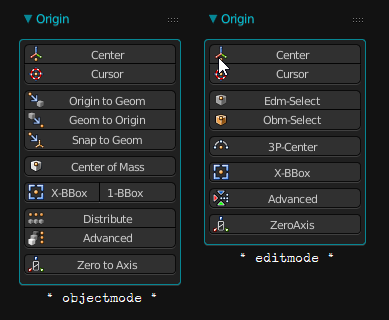 Origin
Center
Cursor
Origin to Geom
Geom to Origin
Snap to Geom
Center of Mass
X-BBox 1-BBox
Distribute
Advanced
Zero to Axis
* objectmode *
Origin
Center
Cursor
Edm-Select
Obm-Select
3P-Center
X-BBox
Advanced
ZeroAxis
* editmode *